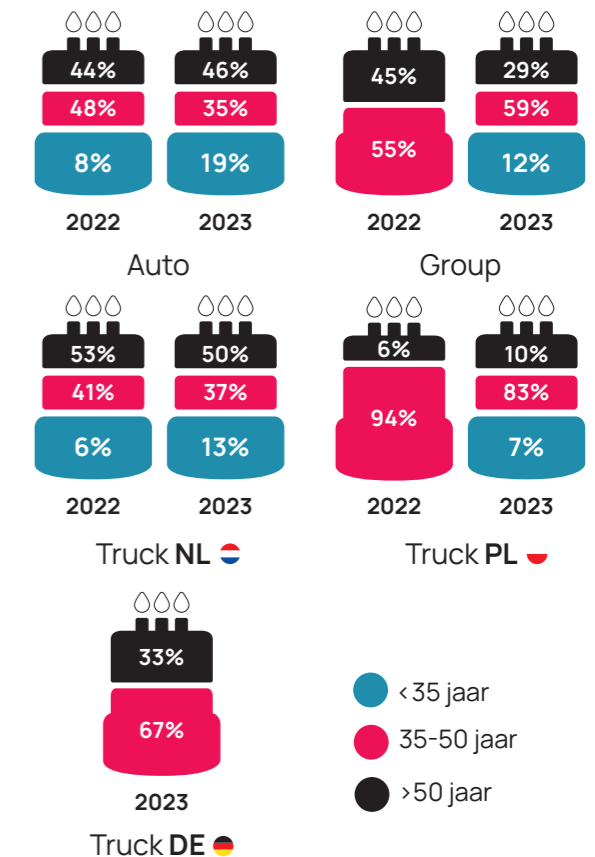 44% 46% 45% 29%
48% 35% 59%
8% 19% 55% 12%
2022 2023 2022 2023
Auto Group
53% 50% 6% 10%
41% 37% 94% 83%
6% 13% 7%
2022 2023 2022 2023
Truck NL Truck PL
33%
67%
2023
Truck DE
<35 jaar
35-50 jaar
>50 jaar